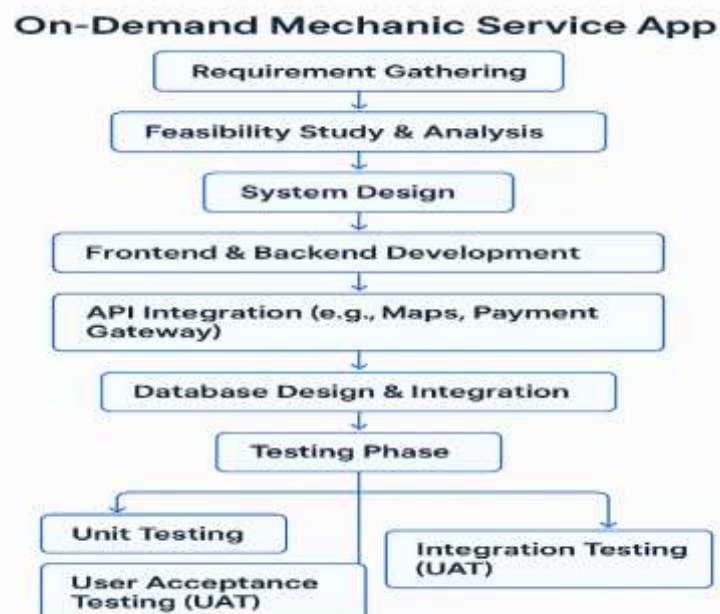 On-Demand Mechanic Service App
Requirement Gathering
Feasibility Study & Analysis
System Design
Frontend & Backend Development
API Integration (e.g., Maps, Payment
Gateway)
Database Design & Integration
Testing Phase
Unit Testing
Integration Testing
(UAT)
User Acceptance
Testing (UAT)